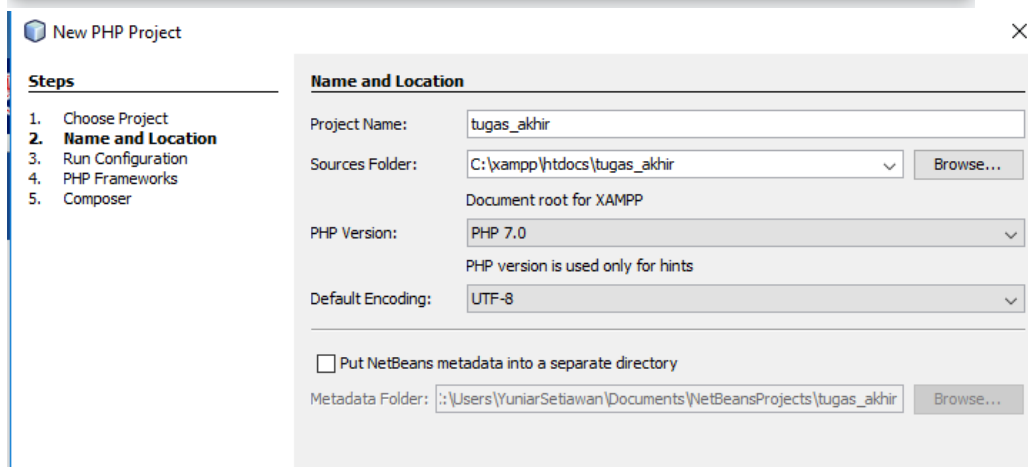 New PHP Project
Steps
1. Choose Project
2. Name and Location
3. Run Configuration
4. PHP Frameworks
5. Composer
Name and Location
Project Name: tugas_akhir
Sources Folder: C:\xampp\htdocs\tugas_akhir Browse...
Document root for XAMPP
PHP Version: PHP 7.0
PHP version is used only for hints
Default Encoding: UTF-8
Put NetBeans metadata into a separate directory
Metadata Folder: :\Users\YuniarSetiawan\Documents\NetBeansProjects\tugas_akhir Browse...